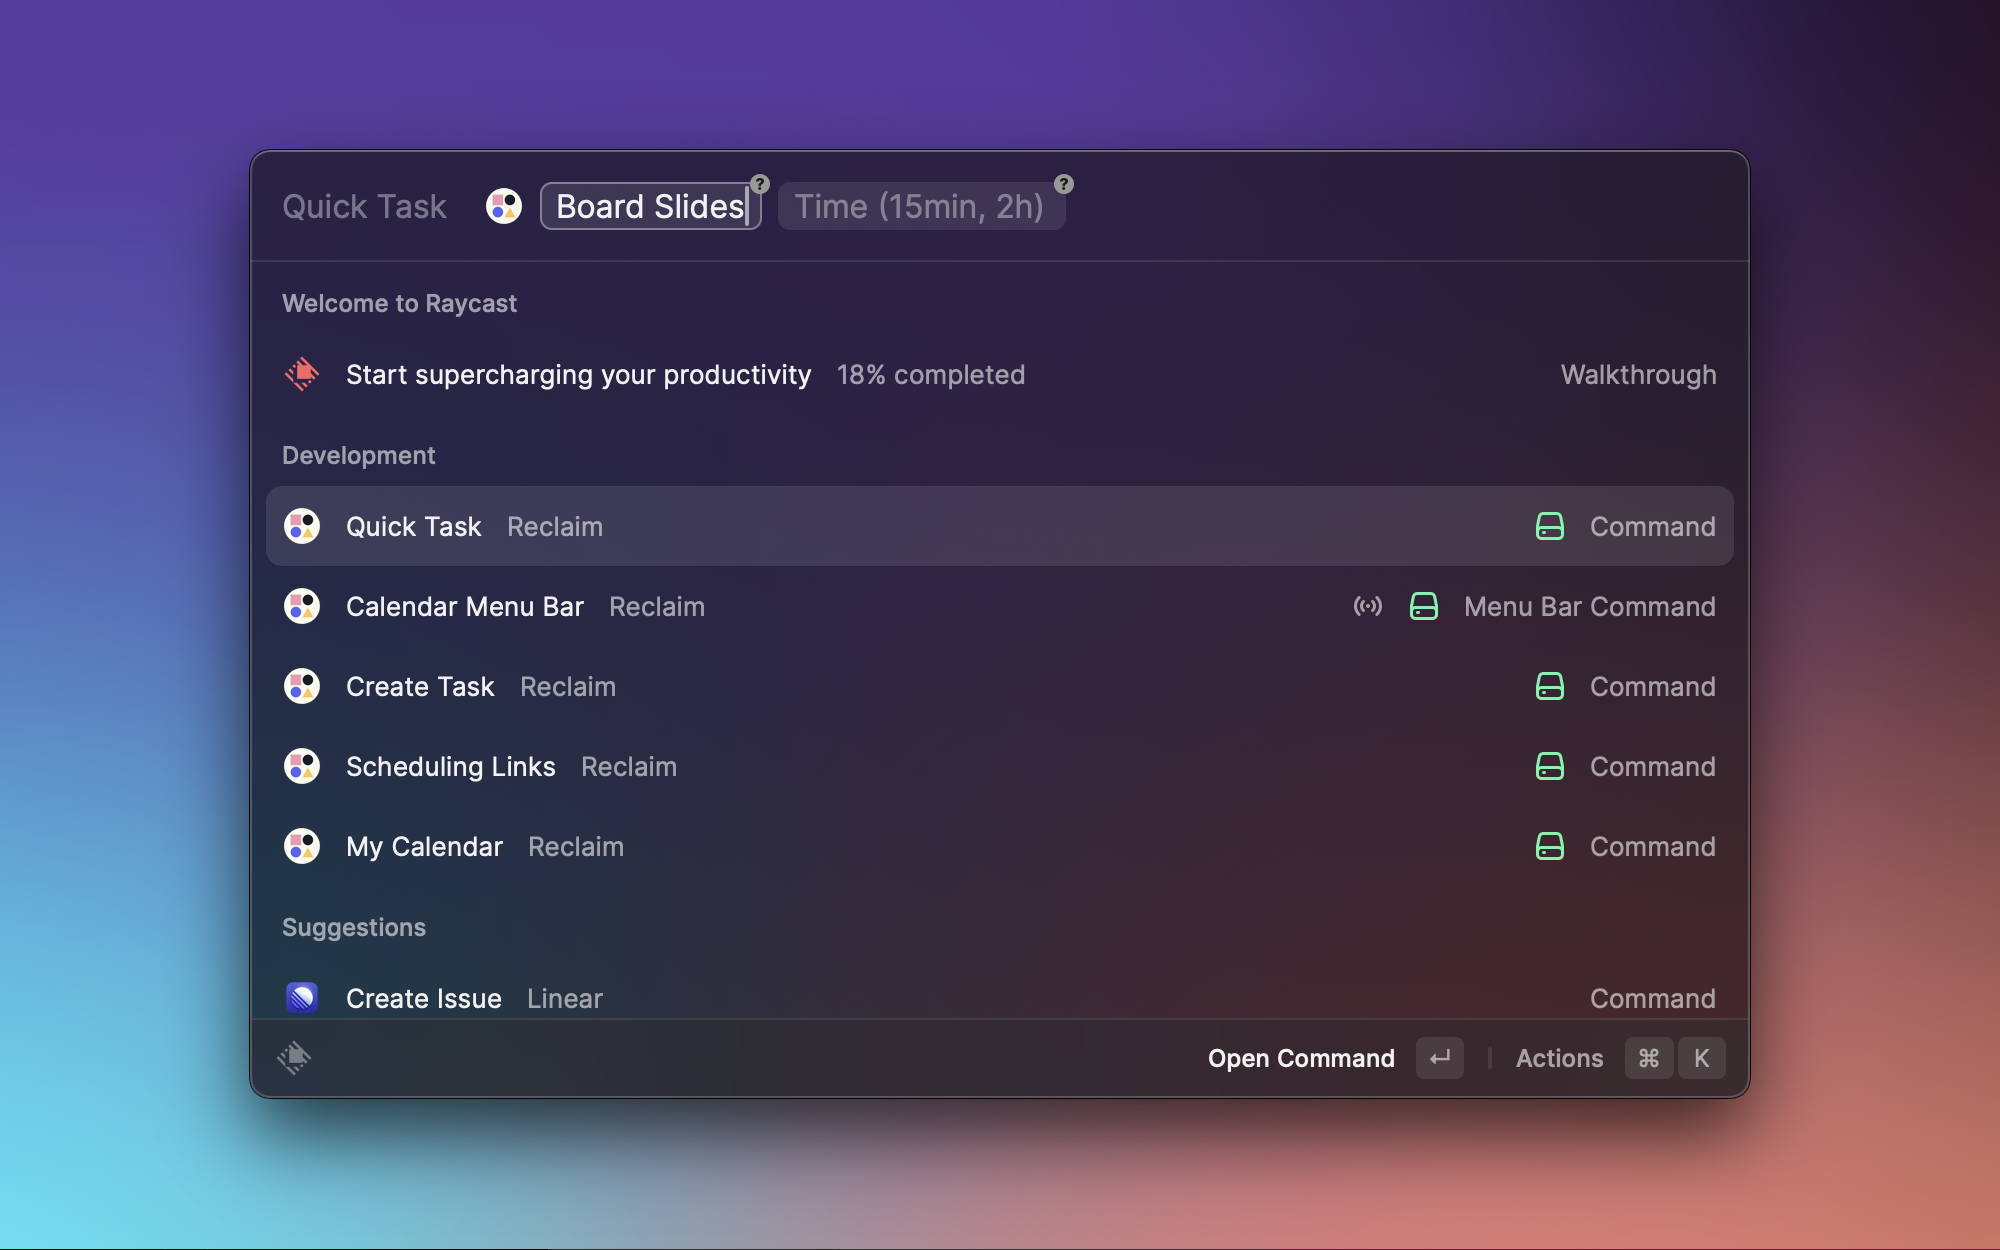 Quick Task Board Slides ? Time (15min, 2h) ?
Welcome to Raycast
Start supercharging your productivity 18% completed Walkthrough
Development
Quick Task Reclaim Command
Calendar Menu Bar Reclaim Menu Bar Command
Create Task Reclaim Command
Scheduling Links Reclaim Command
My Calendar Reclaim Command
Suggestions
Create Issue Linear Command
Open Command ↵ Actions ⌘ K